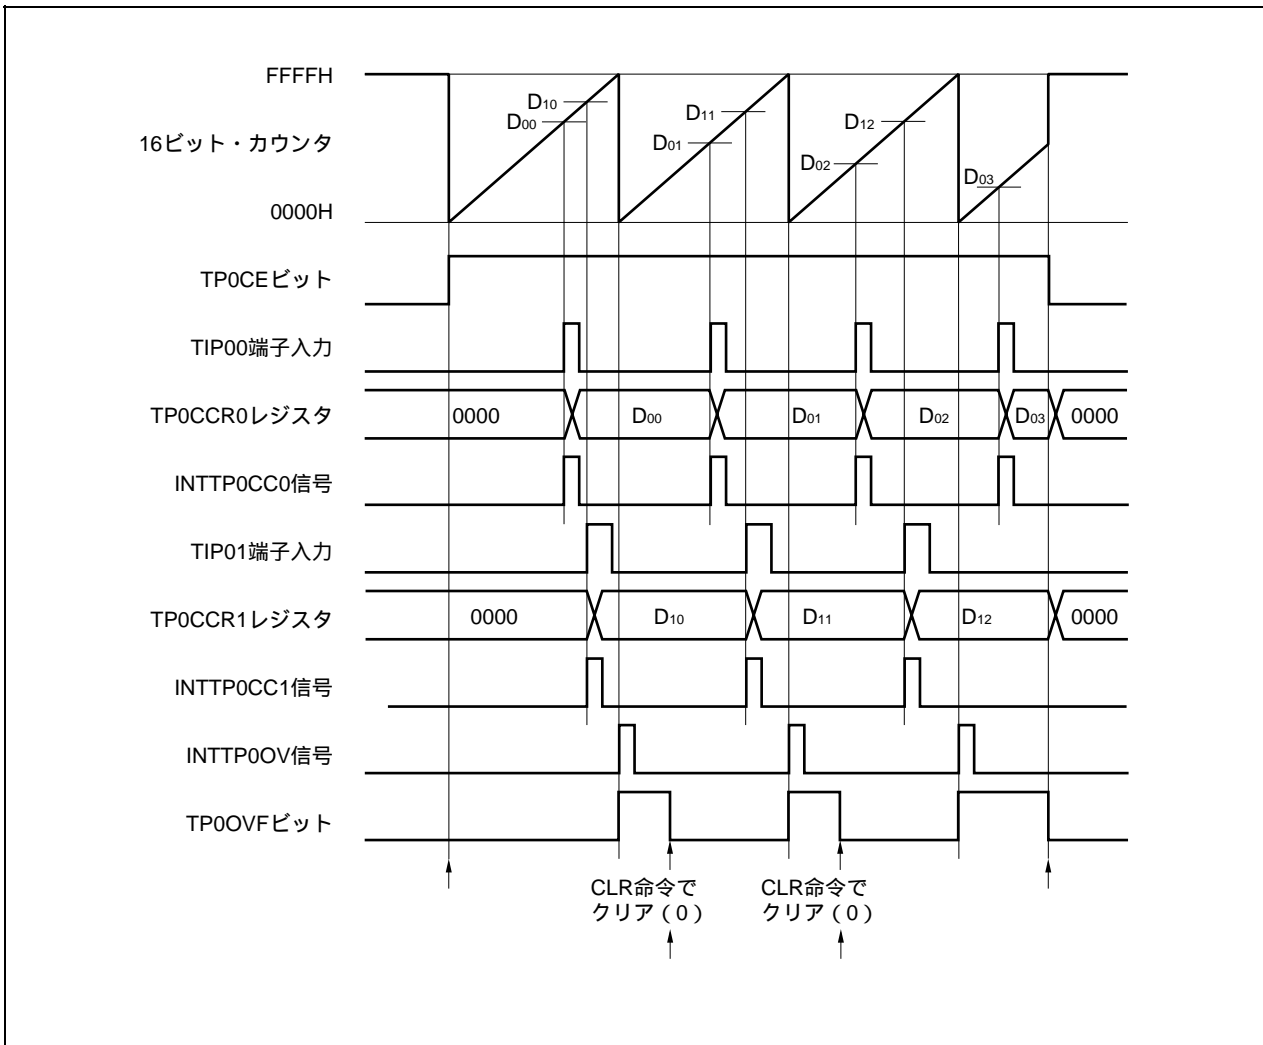 FFFFH
D10
D00
D11
D01
D12
D02
D03
16ビット・カウンタ
0000H
TP0CEビット
TIP00端子入力
TP0CCR0レジスタ 0000 D00 D01 D02 D03 0000
INTTP0CC0信号
TIP01端子入力
TP0CCR1レジスタ 0000 D10 D11 D12 0000
INTTP0CC1信号
INTTP0OV信号
TP0OVFビット
CLR命令で
クリア(0)
CLR命令で
クリア(0)